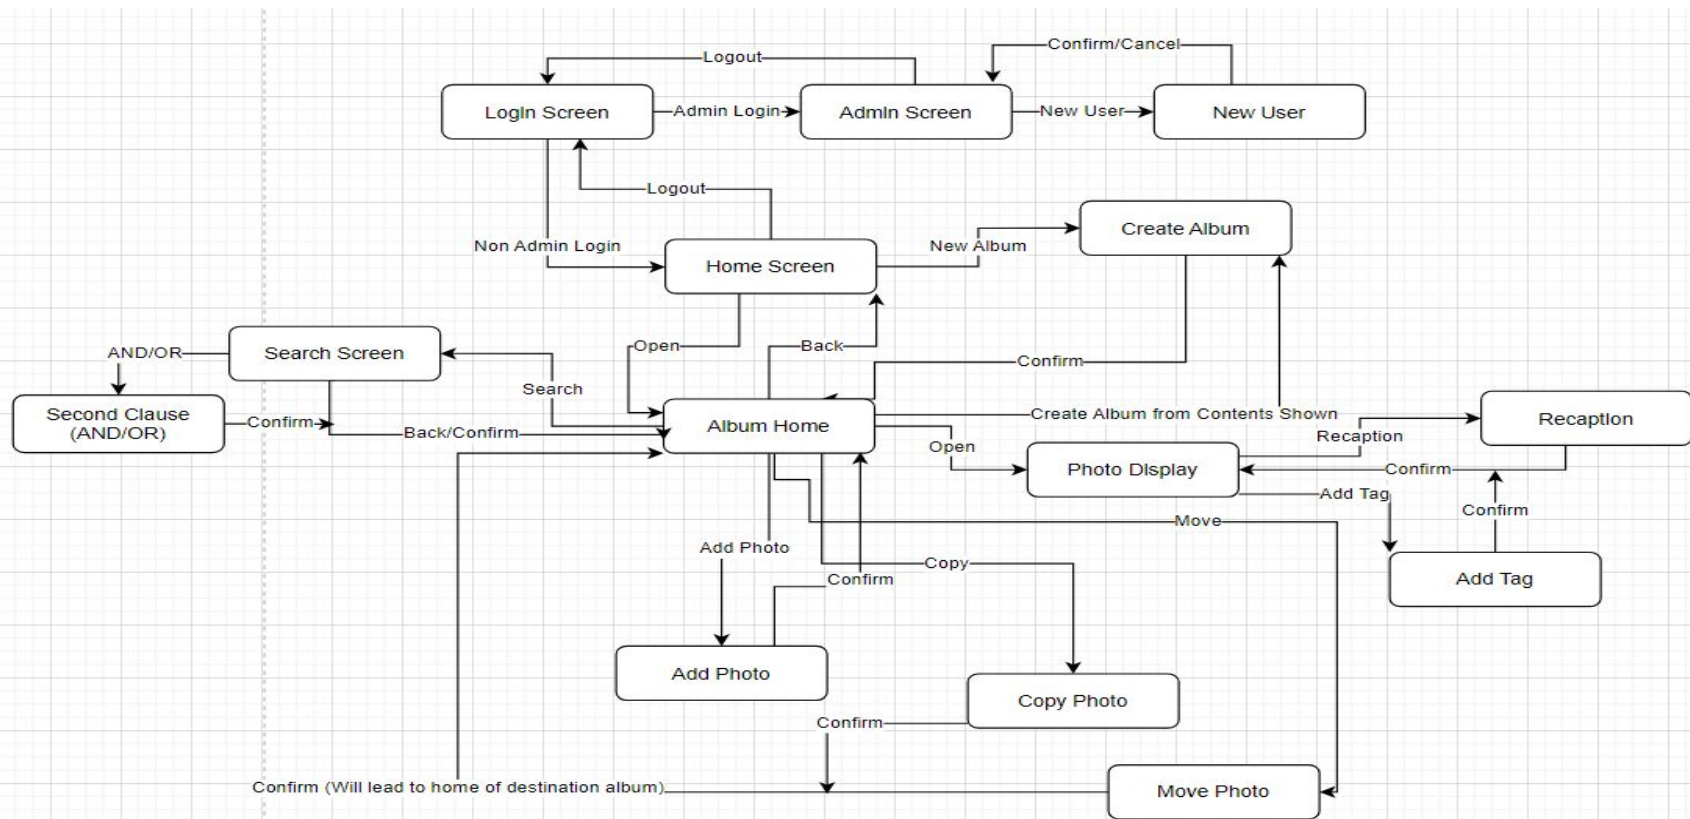 Logout
Confirm/Cancel
LogIn Screen
Admin Login
AdmIn Screen
New User
New User
Logout
Non Admin Login
Home Screen
New Album
Create Album
AND/OR
Search Screen
Open
Back
Confirm
Search
Second Clause
(AND/OR)
Confirm
Back/Confirm
Album Home
Create Album from Contents Shown
Open
Recaption
Recaption
Photo DIsplay
Confirm
Add Tag
Confirm
Move
Add Photo
Copy
Confirm
Add Tag
Add Photo
Copy Photo
Confirm
Confirm (Will lead to home of destination album)
Move Photo